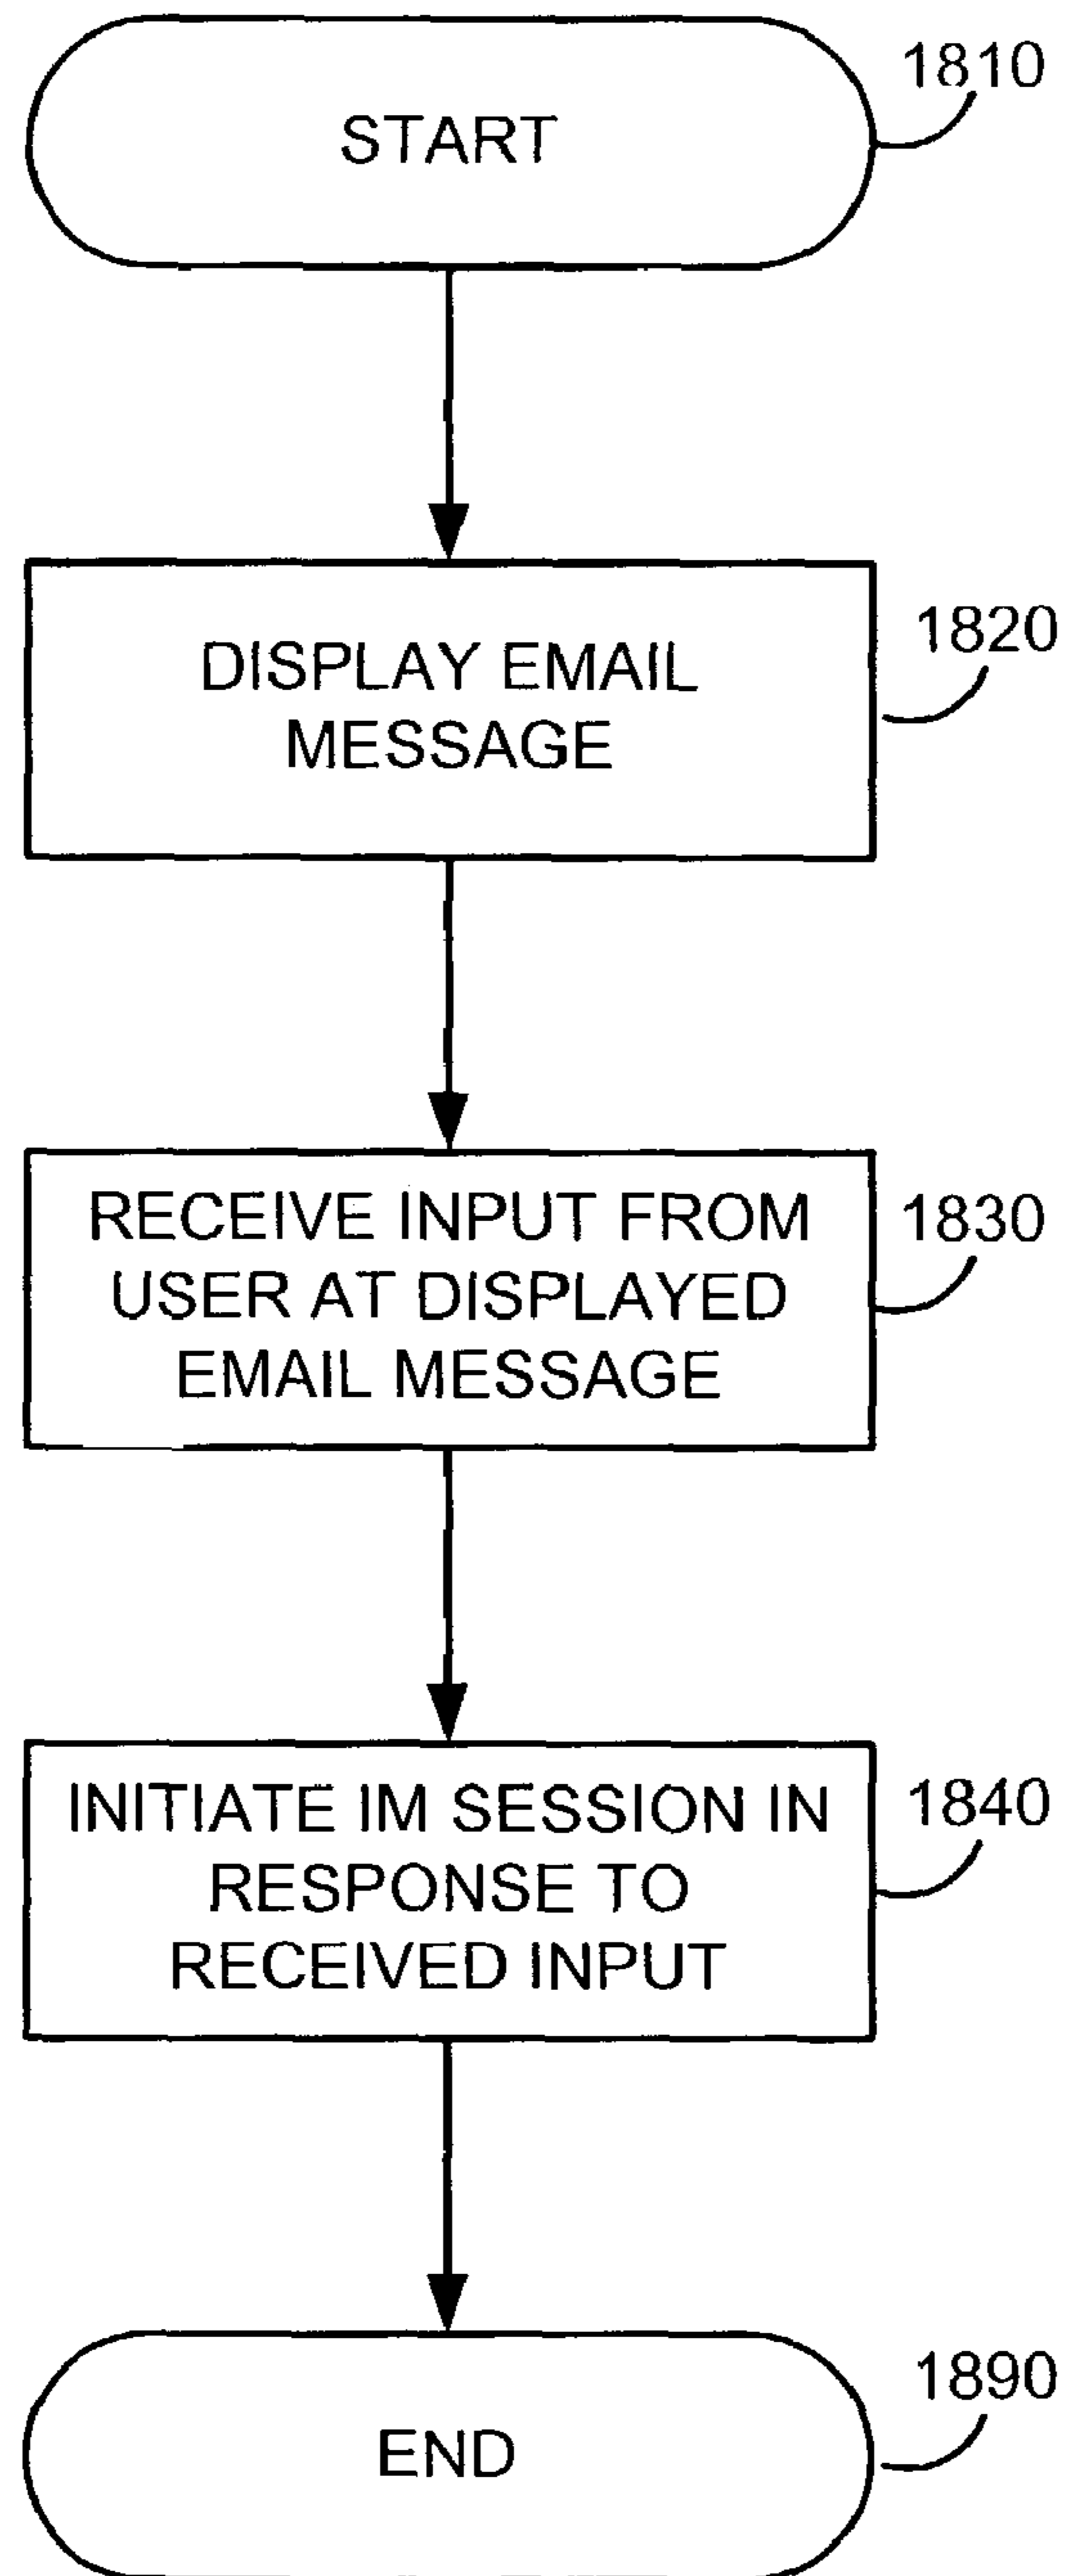 START
1810
DISPLAY EMAIL
MESSAGE
1820
RECEIVE INPUT FROM
USER AT DISPLAYED
EMAIL MESSAGE
1830
INITIATE IM SESSION IN
RESPONSE TO
RECEIVED INPUT
1840
END
1890